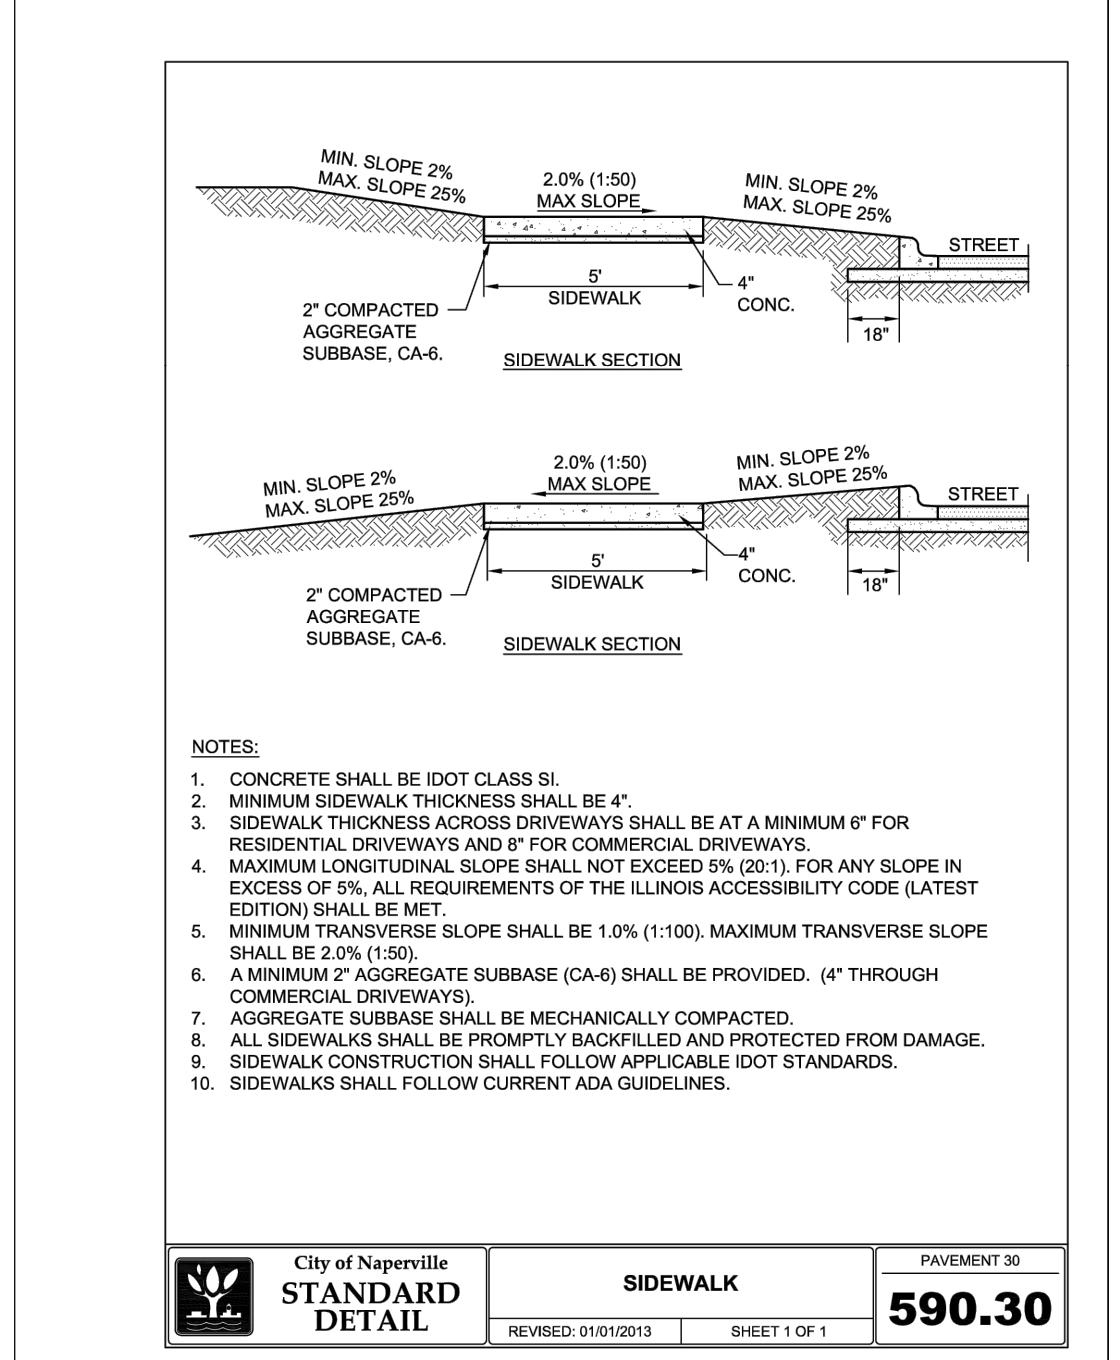 MIN. SLOPE 2%
MAX. SLOPE 25%
2.0% (1:50)
MAX SLOPE
MIN. SLOPE 2%
MAX. SLOPE 25%
STREET
5'
SIDEWALK
4"
CONC.
2" COMPACTED
AGGREGATE
SUBBASE, CA-6.
18"
SIDEWALK SECTION
MIN. SLOPE 2%
MAX. SLOPE 25%
2.0% (1:50)
MAX SLOPE
MIN. SLOPE 2%
MAX. SLOPE 25%
STREET
5'
SIDEWALK
4"
CONC.
2" COMPACTED
AGGREGATE
SUBBASE, CA-6.
18"
SIDEWALK SECTION
NOTES:
1. CONCRETE SHALL BE IDOT CLASS SI.
2. MINIMUM SIDEWALK THICKNESS SHALL BE 4".
3. SIDEWALK THICKNESS ACROSS DRIVEWAYS SHALL BE AT A MINIMUM 6" FOR
RESIDENTIAL DRIVEWAYS AND 8" FOR COMMERCIAL DRIVEWAYS.
4. MAXIMUM LONGITUDINAL SLOPE SHALL NOT EXCEED 5% (20:1). FOR ANY SLOPE IN
EXCESS OF 5%, ALL REQUIREMENTS OF THE ILLINOIS ACCESSIBILITY CODE (LATEST
EDITION) SHALL BE MET.
5. MINIMUM TRANSVERSE SLOPE SHALL BE 1.0% (1:100). MAXIMUM TRANSVERSE SLOPE
SHALL BE 2.0% (1:50).
6. A MINIMUM 2" AGGREGATE SUBBASE (CA-6) SHALL BE PROVIDED. (4" THROUGH
COMMERCIAL DRIVEWAYS).
7. AGGREGATE SUBBASE SHALL BE MECHANICALLY COMPACTED.
8. ALL SIDEWALKS SHALL BE PROMPTLY BACKFILLED AND PROTECTED FROM DAMAGE.
9. SIDEWALK CONSTRUCTION SHALL FOLLOW APPLICABLE IDOT STANDARDS.
10. SIDEWALKS SHALL FOLLOW CURRENT ADA GUIDELINES.
City of Naperville
STANDARD
DETAIL
SIDEWALK
REVISED: 01/01/2013
SHEET 1 OF 1
PAVEMENT 30
590.30